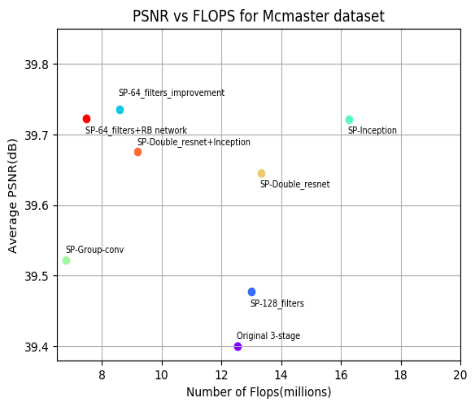 PSNR vs FLOPS for Mcmaster dataset
39.8
SP-64_filters_improvement
39.7
SP-64_filters+RB network
SP-Inception
SP-Double_resnet+Inception
SP-Double_resnet
39.6
SP-Group-conv
39.5
SP-128_filters
Original 3-stage
39.4
Average PSNR(dB)
8 10 12 14 16 18 20
Number of Flops(millions)